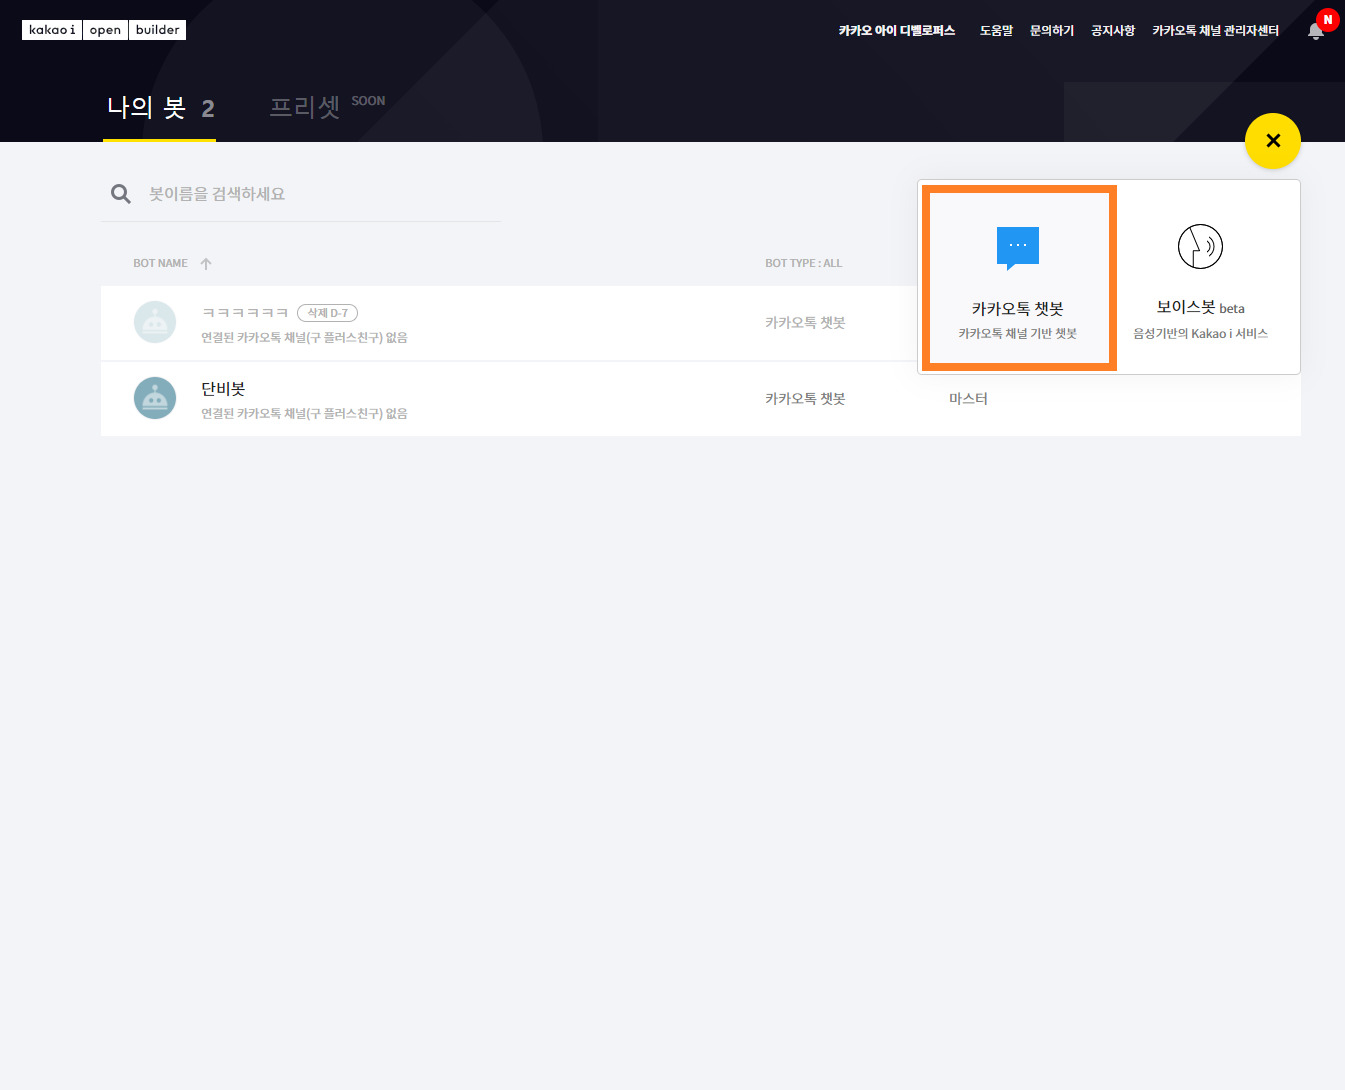 kakao i open builder
카카오 아이 디벨로퍼스 도움말 문의하기 공지사항 카카오톡 채널 관리자센터 N
나의 봇 2 프리셋 SOON
봇이름을 검색하세요
BOT NAME BOT TYPE : ALL
ㅋㅋㅋㅋㅋㅋ 삭제 D-7
연결된 카카오톡 채널(구 플러스친구) 없음
카카오톡 챗봇
단비봇
연결된 카카오톡 채널(구 플러스친구) 없음
카카오톡 챗봇 마스터
카카오톡 챗봇
카카오톡 채널 기반 챗봇
보이스봇 beta
음성기반의 Kakao i 서비스